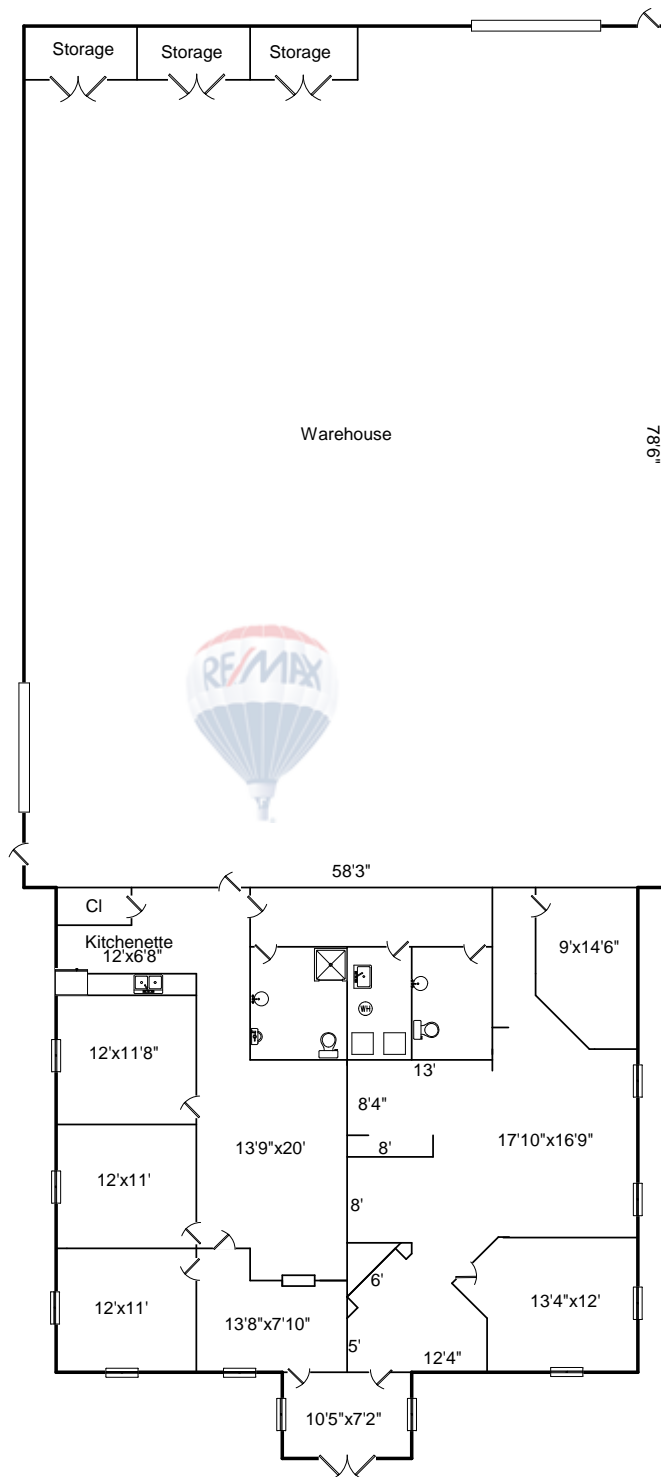 Storage
Storage
Storage
Warehouse
78'6"
RE/MAX
58'3"
Cl
Kitchenette
12'x6'8"
9'x14'6"
WH
12'x11'8"
13'
8'4"
13'9"x20'
8'
17'10"x16'9"
12'x11'
8'
6'
12'x11'
13'8"x7'10"
13'4"x12'
5'
12'4"
10'5"x7'2"